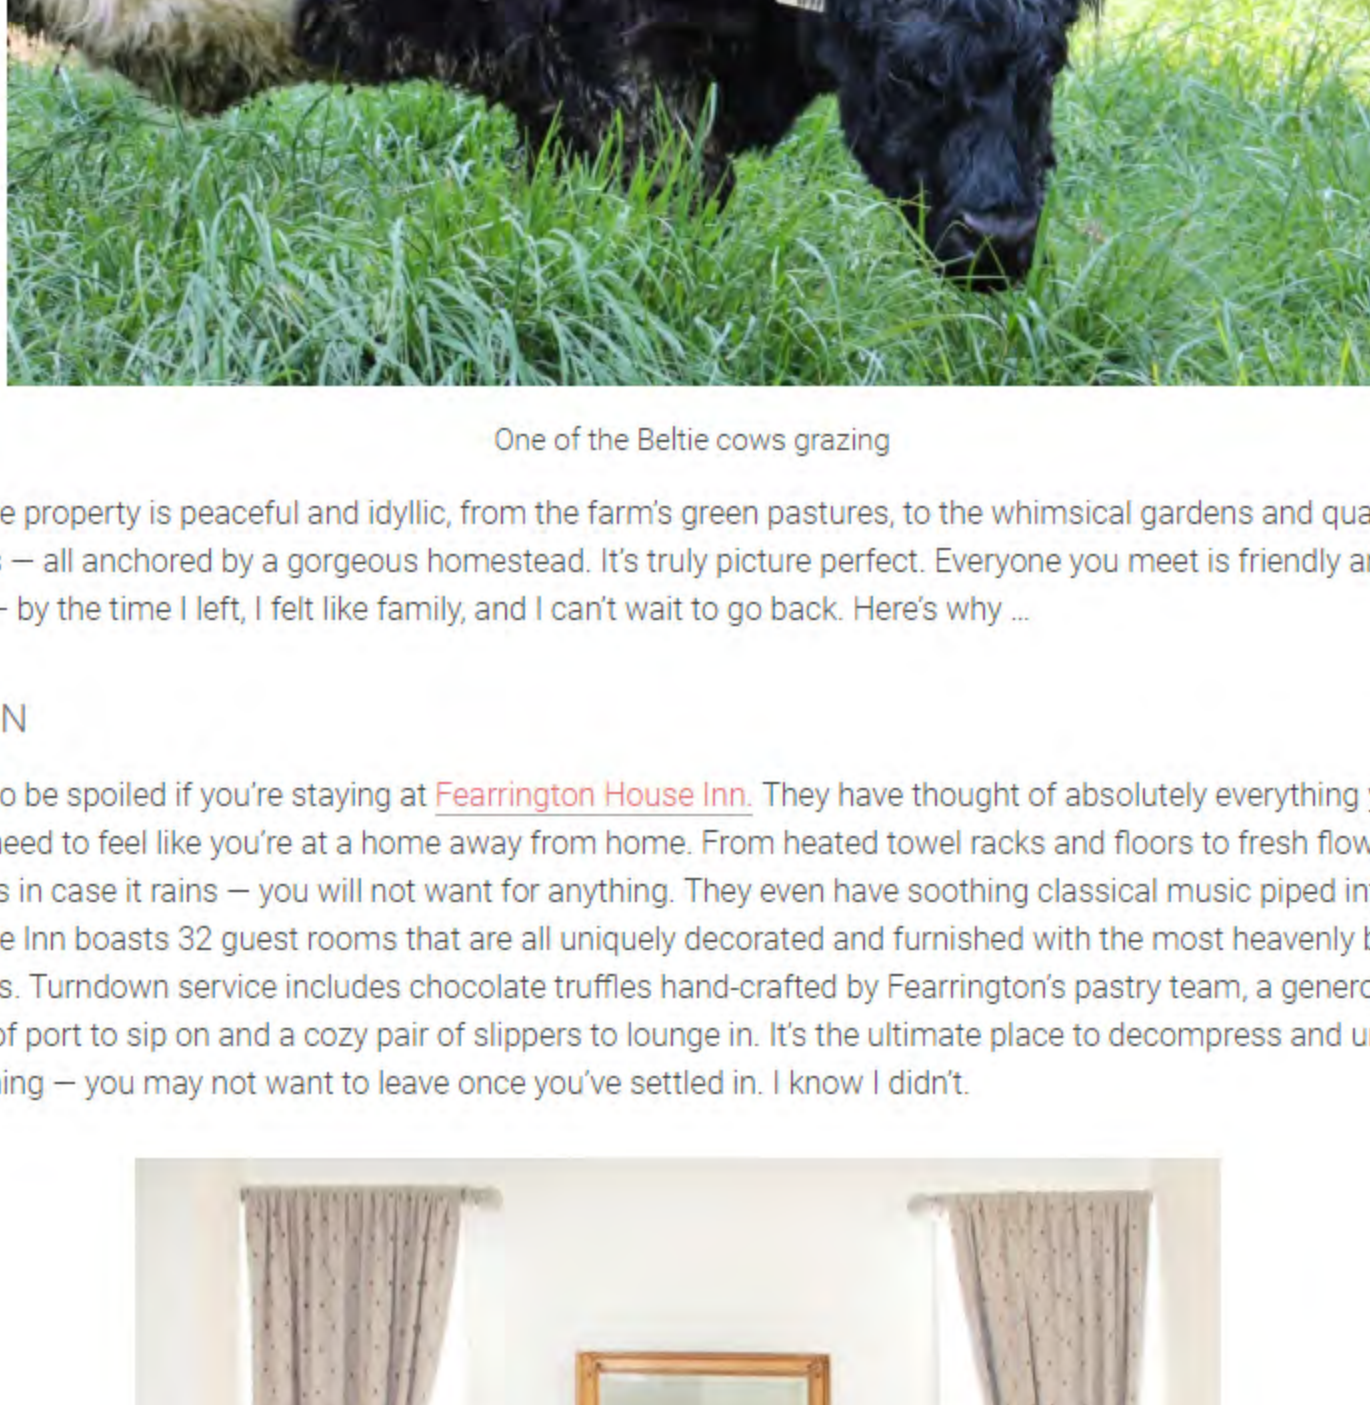 One of the Beltie cows grazing
e property is peaceful and idyllic, from the farm's green pastures, to the whimsical gardens and qua
s — all anchored by a gorgeous homestead. It's truly picture perfect. Everyone you meet is friendly a
- by the time I left, I felt like family, and I can't wait to go back. Here's why ...
N
o be spoiled if you're staying at Fearrington House Inn. They have thought of absolutely everything y
need to feel like you're at a home away from home. From heated towel racks and floors to fresh flow
s in case it rains — you will not want for anything. They even have soothing classical music piped in
e Inn boasts 32 guest rooms that are all uniquely decorated and furnished with the most heavenly b
s. Turndown service includes chocolate truffles hand-crafted by Fearrington's pastry team, a genero
of port to sip on and a cozy pair of slippers to lounge in. It's the ultimate place to decompress and u
ning — you may not want to leave once you've settled in. I know I didn't.